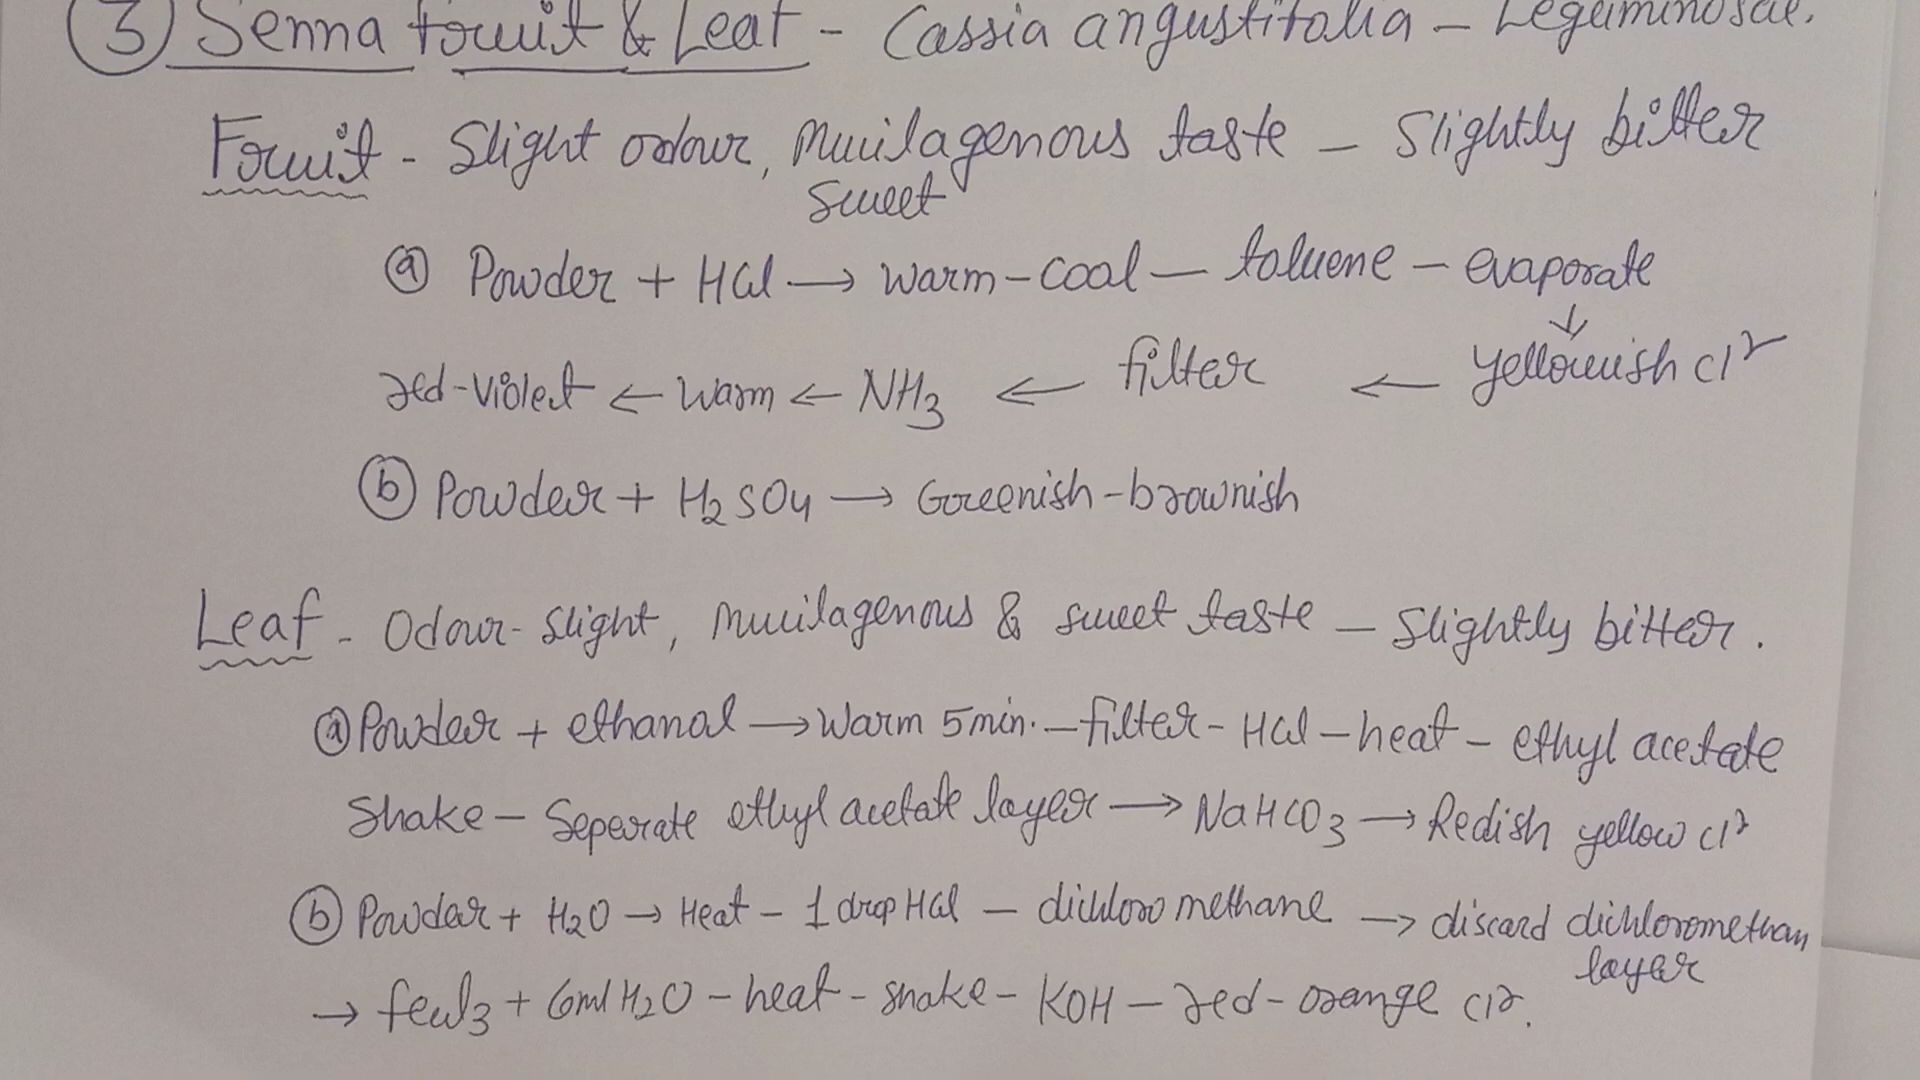 ③ Senna fruit & Leaf - Cassia angustifolia - Leguminosae.
Fruit - Slight odour, Mucilagenous taste - Slightly bitter
sweet
ⓐ Powder + HCl → warm - cool - toluene - evaporate
↓
red-violet ← warm ← NH3 ← filter ← yellowish clr
ⓑ Powder + H2SO4 → Greenish-brownish
Leaf - Odour - slight, mucilagenous & sweet taste - Slightly bitter.
ⓐ Powder + ethanol → Warm 5min. - filter - HCl - heat - ethyl acetate
Shake - Seperate ethyl acetate layer → NaHCO3 → Redish yellow clr
ⓑ Powder + H2O → Heat - 1 drop HCl - dichloromethane → discard dichloromethan
layer
→ fecl3 + 6ml H2O - heat - shake - KOH - red-orange clr.